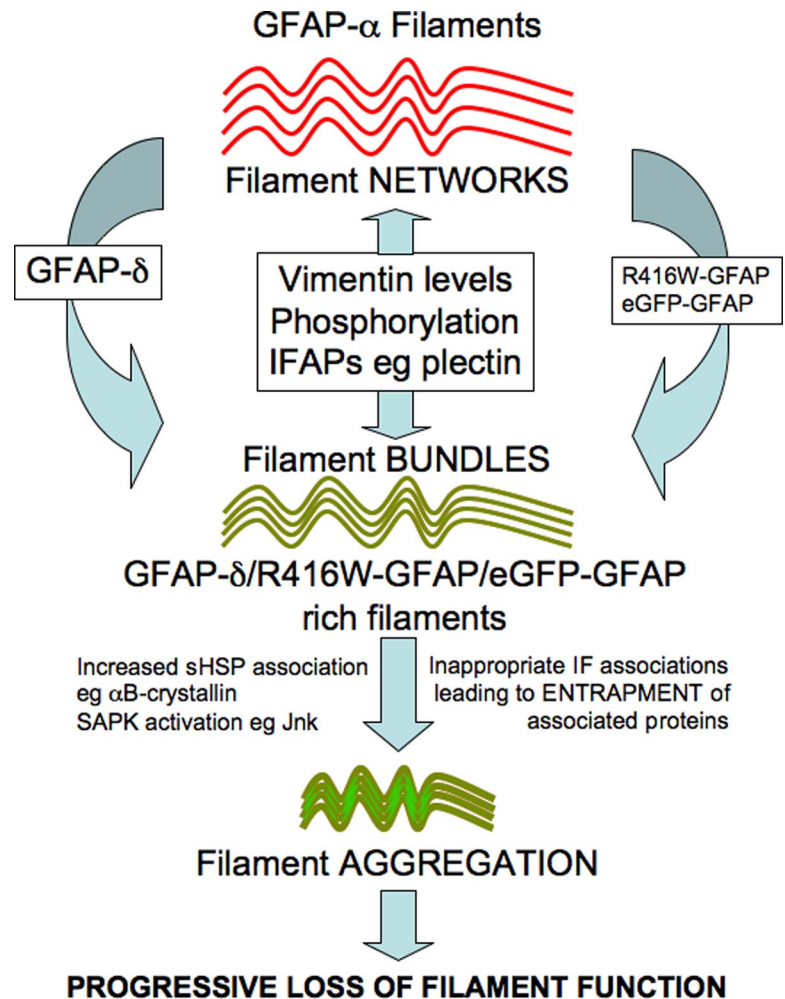 GFAP-α Filaments
Filament NETWORKS
GFAP-δ
Vimentin levels
Phosphorylation
IFAPs eg plectin
R416W-GFAP
eGFP-GFAP
Filament BUNDLES
GFAP-δ/R416W-GFAP/eGFP-GFAP
rich filaments
Increased sHSP association
eg αB-crystallin
SAPK activation eg Jnk
Inappropriate IF associations
leading to ENTRAPMENT of
associated proteins
Filament AGGREGATION
PROGRESSIVE LOSS OF FILAMENT FUNCTION